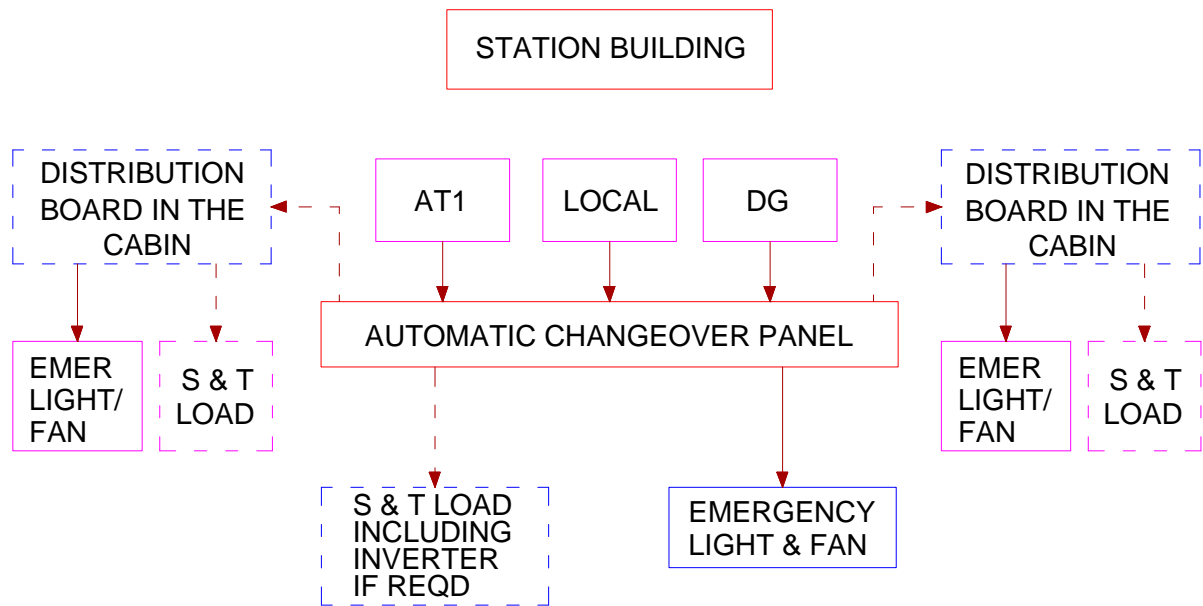 STATION BUILDING
DISTRIBUTION
BOARD IN THE
CABIN
AT1
LOCAL
DG
DISTRIBUTION
BOARD IN THE
CABIN
AUTOMATIC CHANGEOVER PANEL
EMER
LIGHT/
FAN
S & T
LOAD
EMER
LIGHT/
FAN
S & T
LOAD
S & T LOAD
INCLUDING
INVERTER
IF REQD
EMERGENCY
LIGHT & FAN